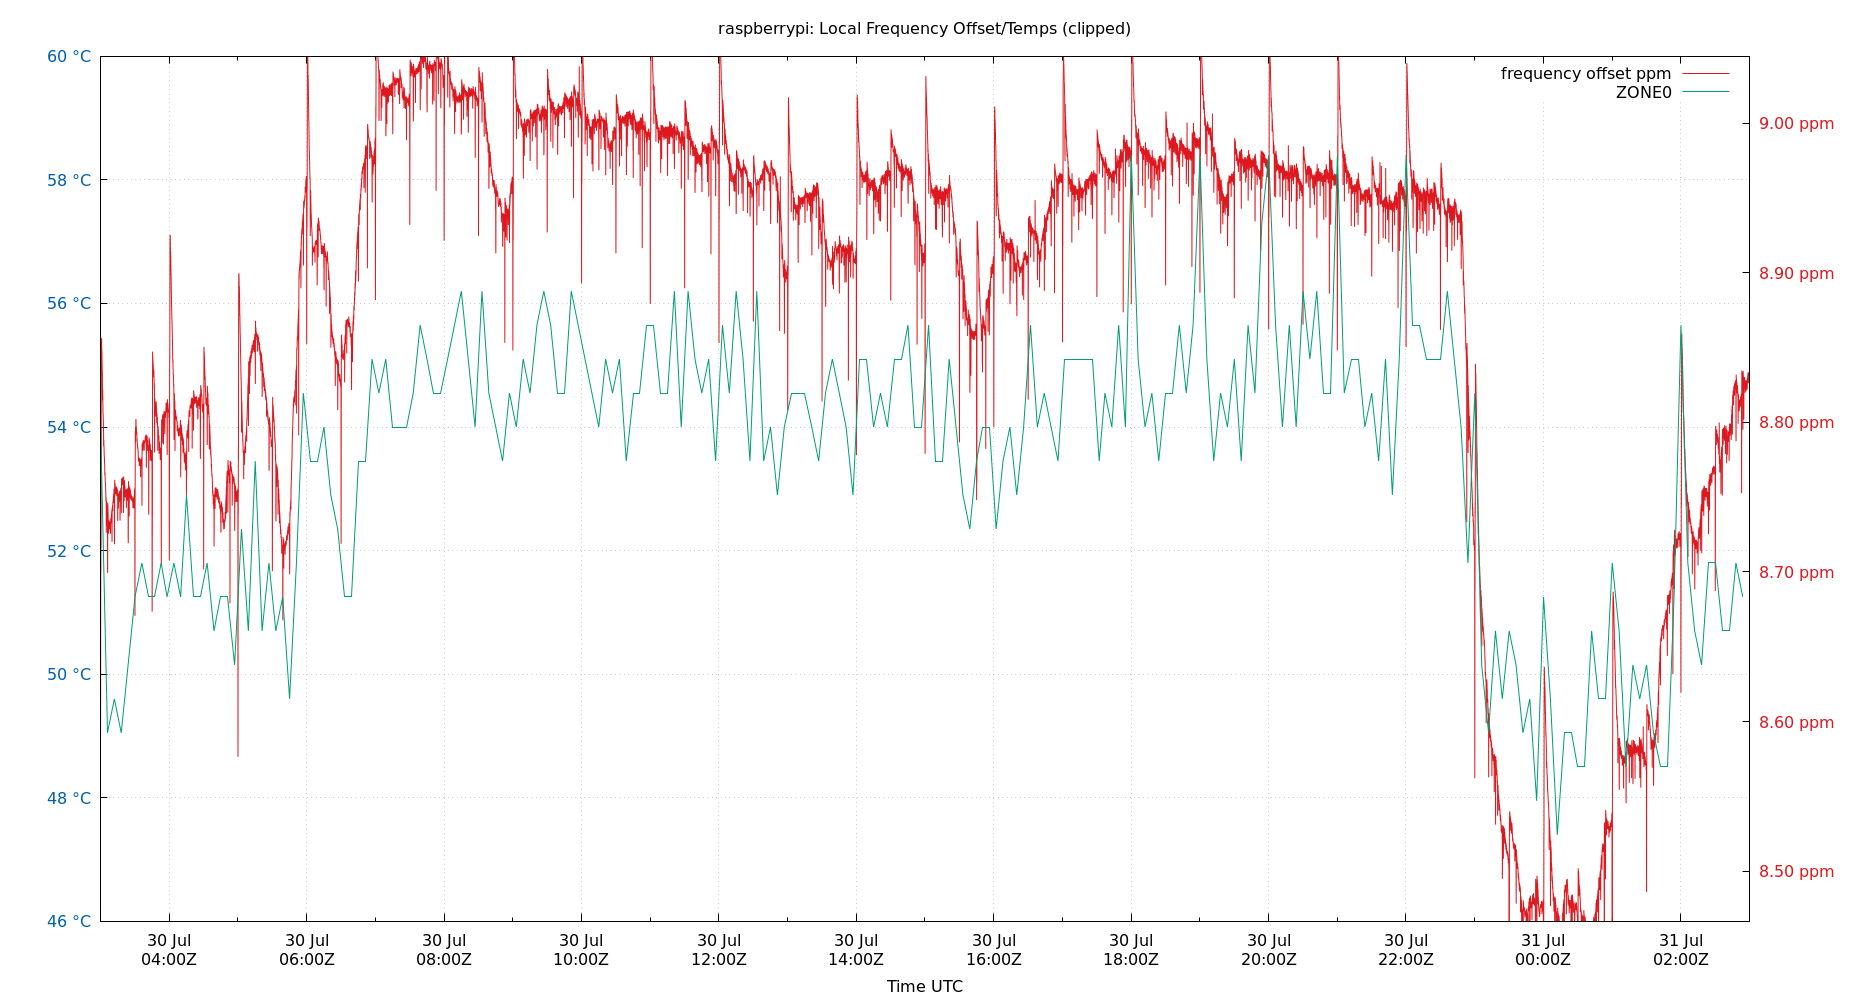 raspberrypi: Local Frequency Offset/Temps (clipped)
frequency offset ppm
ZONE0
60 °C
58 °C
56 °C
54 °C
52 °C
50 °C
48 °C
46 °C
9.00 ppm
8.90 ppm
8.80 ppm
8.70 ppm
8.60 ppm
8.50 ppm
30 Jul 30 Jul 30 Jul 30 Jul 30 Jul 30 Jul 30 Jul 30 Jul 30 Jul 30 Jul 31 Jul 31 Jul
04:00Z 06:00Z 08:00Z 10:00Z 12:00Z 14:00Z 16:00Z 18:00Z 20:00Z 22:00Z 00:00Z 02:00Z
Time UTC